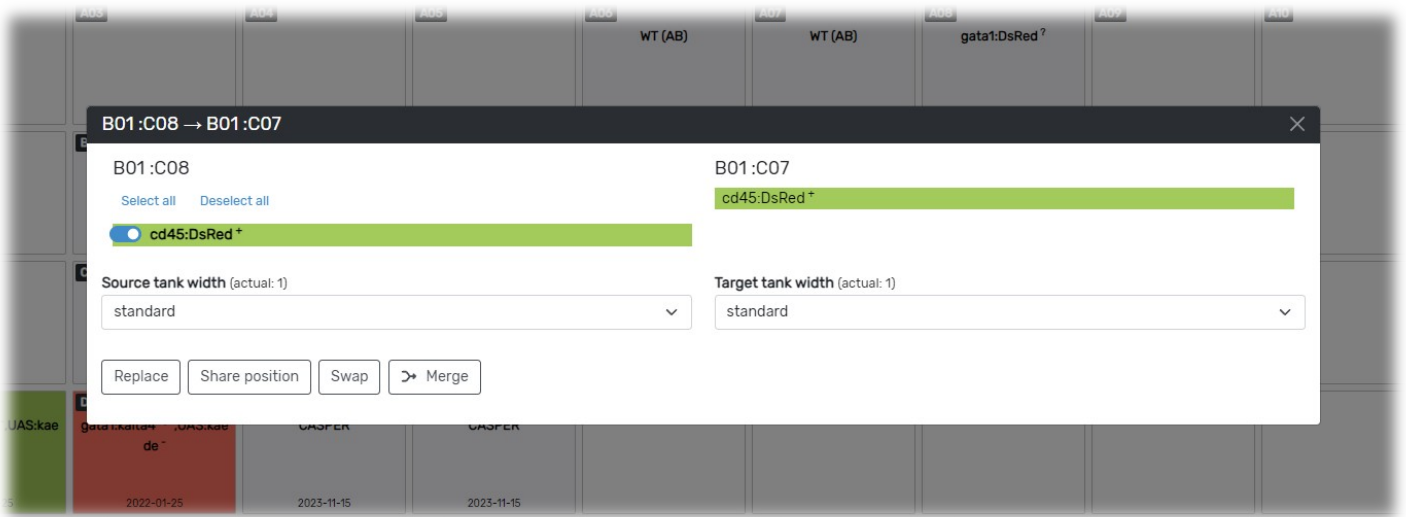 A03 A04 A05 A06 A07 A08 A09 A10
WT (AB) WT (AB) gata1:DsRed ?
B01:C08 → B01:C07
B01:C08 B01:C07
Select all Deselect all cd45:DsRed +
cd45:DsRed +
Source tank width (actual: 1) Target tank width (actual: 1)
standard standard
Replace Share position Swap Merge
,UAS:kae gata1:kalta4 ,UAS:kae CASPER CASPER
de -
2022-01-25 2023-11-15 2023-11-15